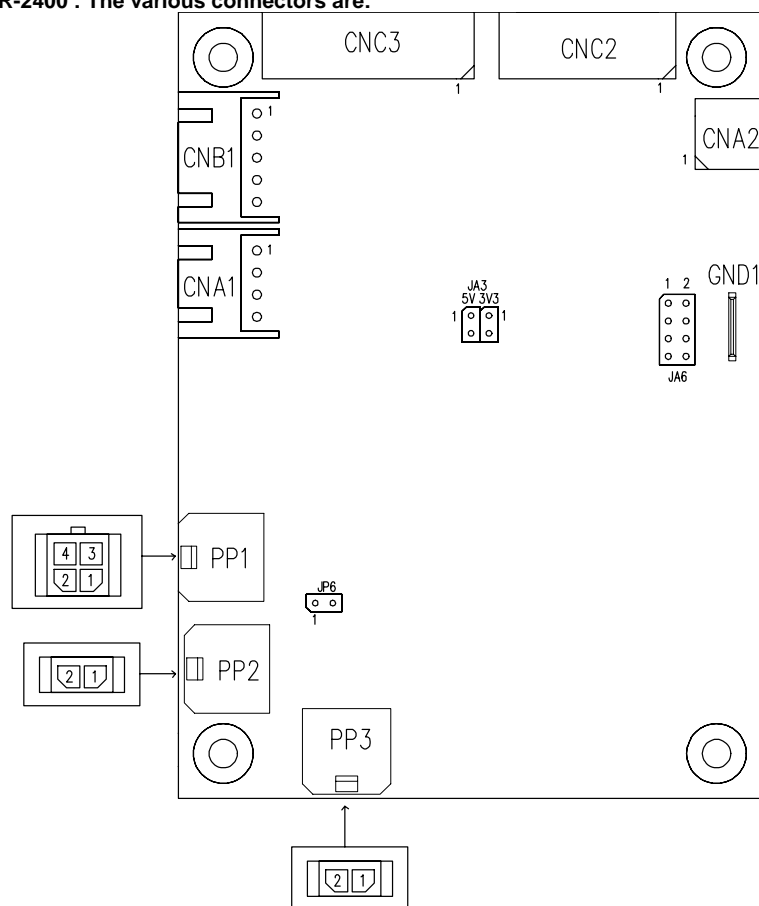 R-2400 . The various connectors are:
CNC3
CNC2
1
1
CNA2
1
CNB1
1
CNA1
1
GND1
JA3
5V 3V3
1
1
1 2
JA6
4 3
2 1
PP1
JP6
1
2 1
PP2
PP3
2 1